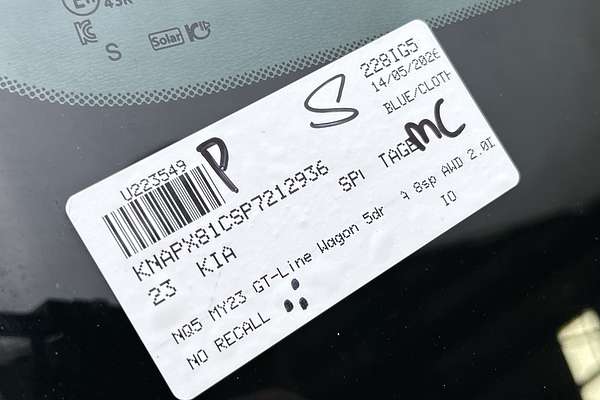 43R
S
Solar
S
228IG5
14/05/2026
BLUE/CLOTH
U223549
P
KNAPX81CSP7212936
SPI TAGE
mc
23 KIA
NQ5 MY23 GT-Line Wagon 5dr 8sp AWD 2.0I
IO
NO RECALL